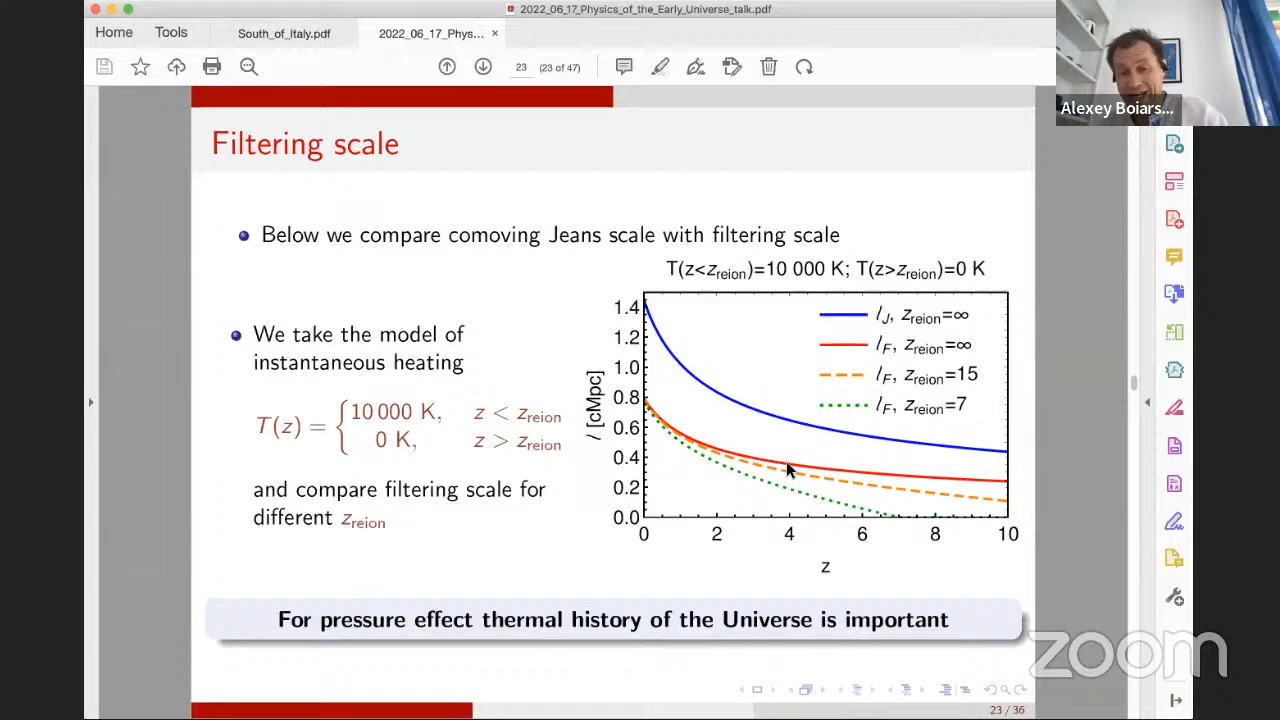 2022_06_17_Physics_of_the_Early_Universe_talk.pdf
Home Tools South_of_Italy.pdf 2022_06_17_Phys... ×
23 (23 of 47)
Alexey Boiars...
Filtering scale
Below we compare comoving Jeans scale with filtering scale
T(z<z_reion)=10 000 K; T(z>z_reion)=0 K
We take the model of
instantaneous heating
T(z) = { 10 000 K, z < z_reion
0 K, z > z_reion
and compare filtering scale for
different z_reion
l [cMpc]
1.4
1.2
1.0
0.8
0.6
0.4
0.2
0.0
l_J, z_reion=∞
l_F, z_reion=∞
l_F, z_reion=15
l_F, z_reion=7
0 2 4 6 8 10
z
For pressure effect thermal history of the Universe is important
zoom
23 / 36